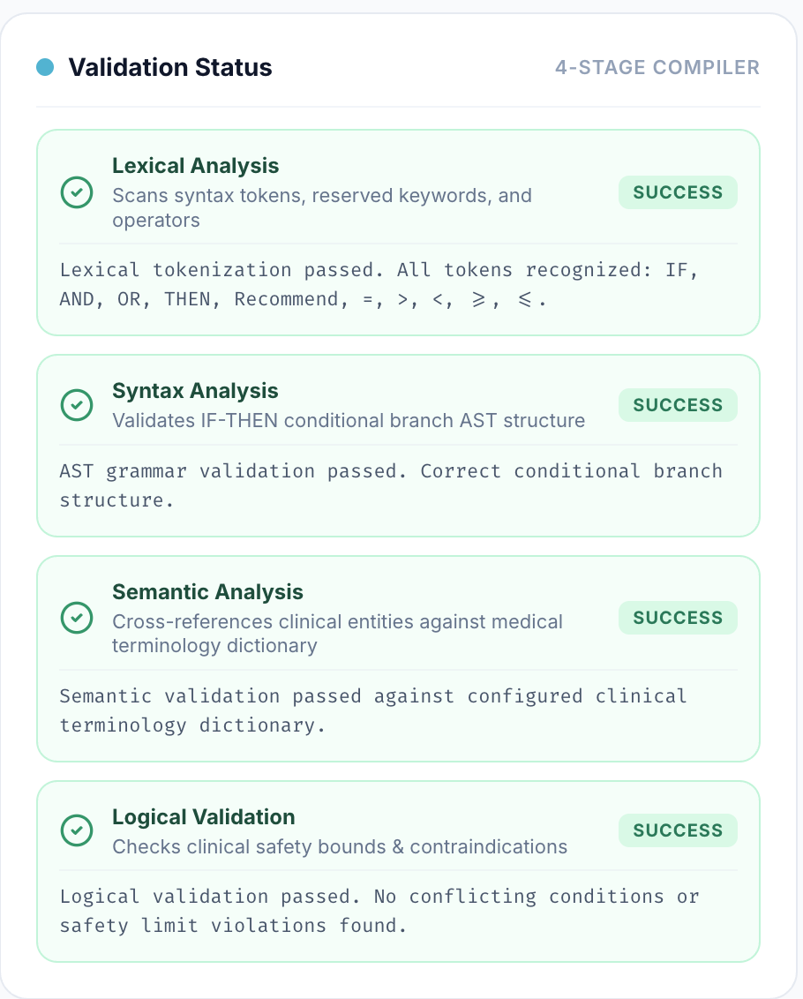 Validation Status
4-STAGE COMPILER
Lexical Analysis
Scans syntax tokens, reserved keywords, and
operators
SUCCESS
Lexical tokenization passed. All tokens recognized: IF,
AND, OR, THEN, Recommend, =, >, <, ⩾, ⩽.
Syntax Analysis
Validates IF-THEN conditional branch AST structure
SUCCESS
AST grammar validation passed. Correct conditional branch
structure.
Semantic Analysis
Cross-references clinical entities against medical
terminology dictionary
SUCCESS
Semantic validation passed against configured clinical
terminology dictionary.
Logical Validation
Checks clinical safety bounds & contraindications
SUCCESS
Logical validation passed. No conflicting conditions or
safety limit violations found.